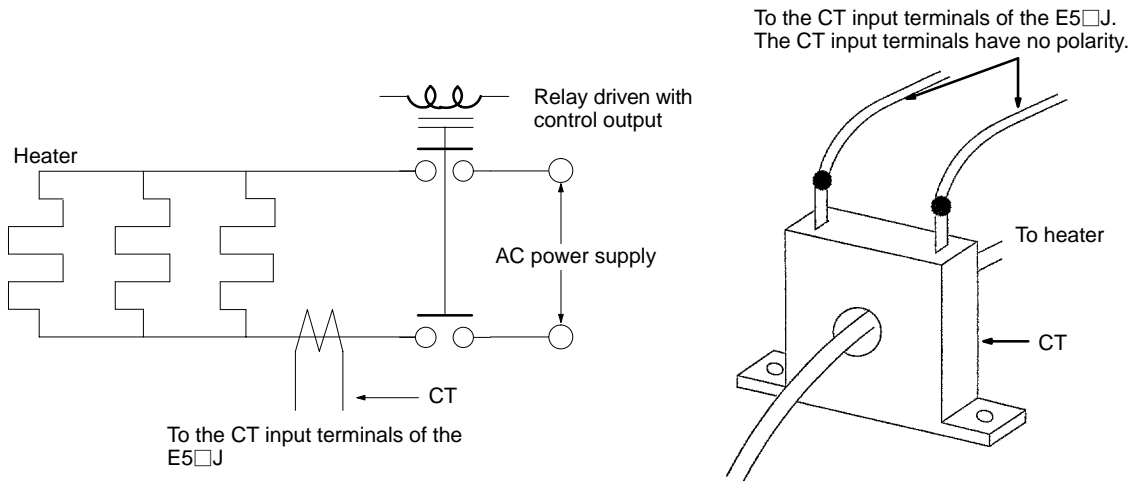 To the CT input terminals of the E5□J.
The CT input terminals have no polarity.
Relay driven with
control output
Heater
AC power supply
To heater
CT
CT
To the CT input terminals of the
E5□J